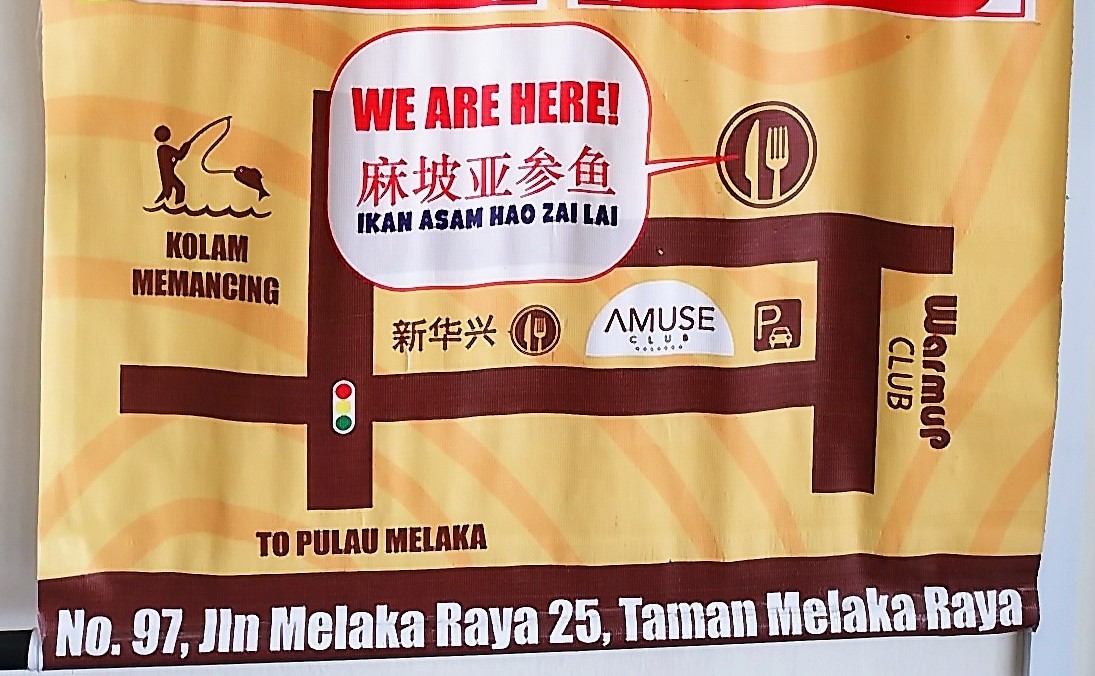 WE ARE HERE!
麻坡亚参鱼
IKAN ASAM HAO ZAI LAI
KOLAM
MEMANCING
新华兴
AMUSE
CLUB
P
Warmup
CLUB
TO PULAU MELAKA
No. 97, Jln Melaka Raya 25, Taman Melaka Raya